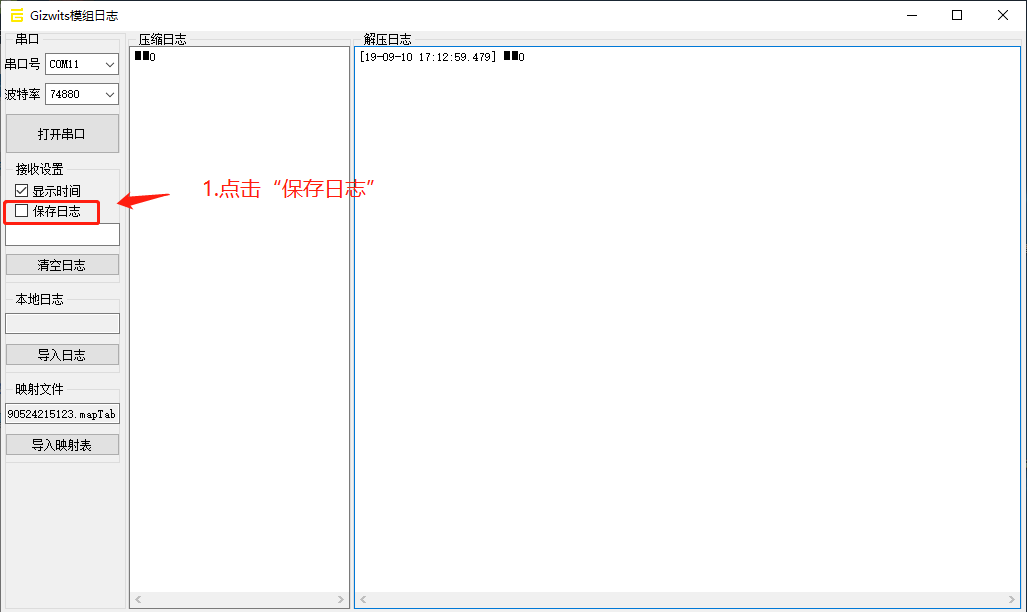 Gizwits模组日志
串口
串口号 COM11
波特率 74880
打开串口
接收设置
显示时间
保存日志
清空日志
本地日志
导入日志
映射文件
90524215123.mapTab
导入映射表
压缩日志
■■0
解压日志
[19-09-10 17:12:59.479] ■■0
1.点击“保存日志”